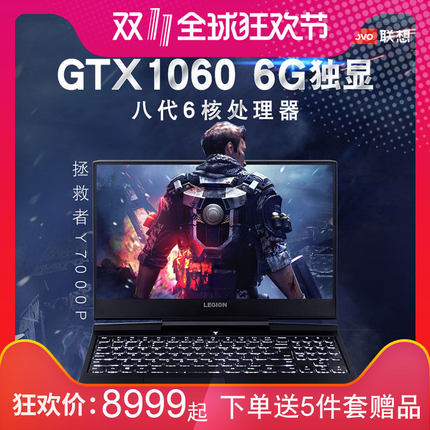 双11全球狂欢节
ovo 联想
GTX1060 6G独显
八代6核处理器
拯救者Y7000P
LEGION
狂欢价:8999起 下单送5件套赠品